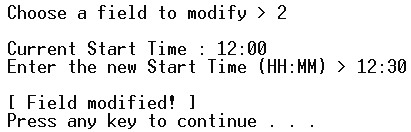 Choose a field to modify > 2
Current Start Time : 12:00
Enter the new Start Time (HH:MM) > 12:30
[ Field modified! ]
Press any key to continue . . .